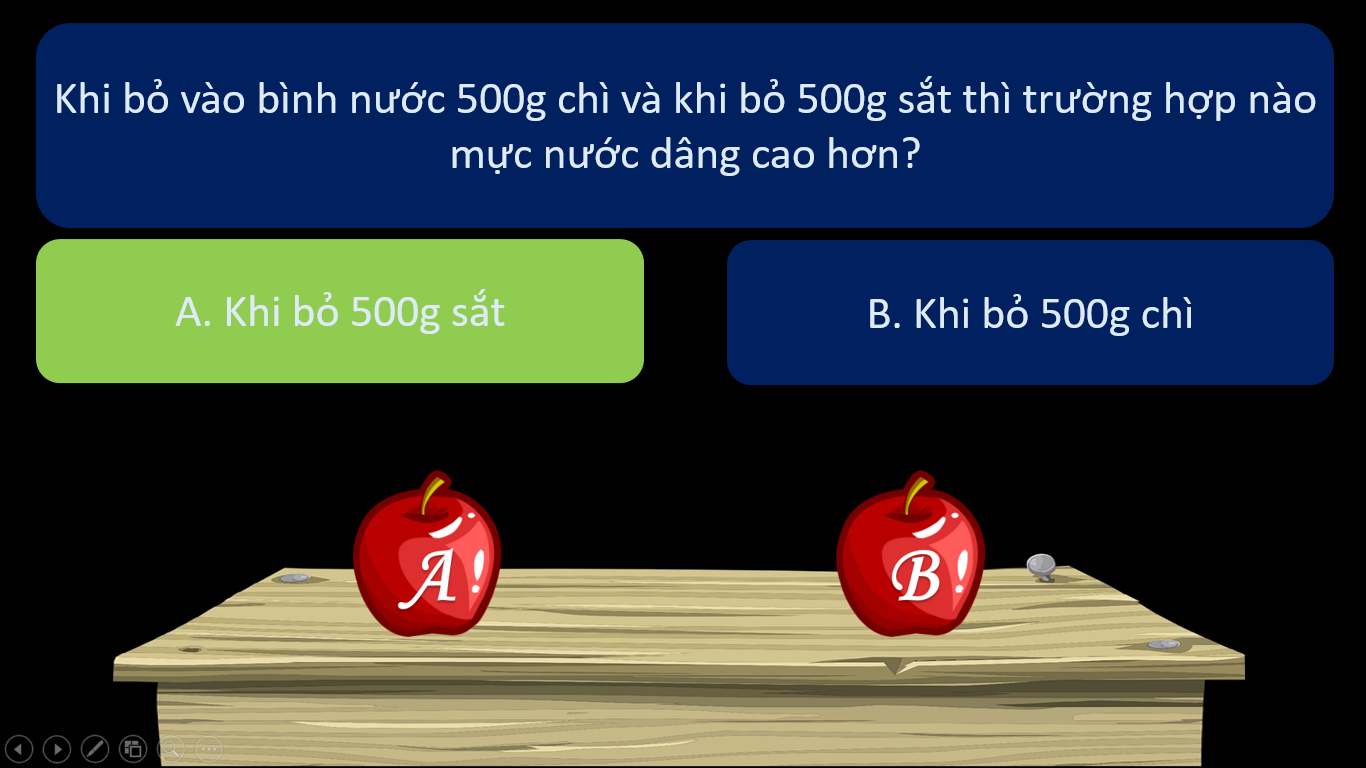 Khi bỏ vào bình nước 500g chì và khi bỏ 500g sắt thì trường hợp nào
mực nước dâng cao hơn?
A. Khi bỏ 500g sắt
B. Khi bỏ 500g chì
A
B